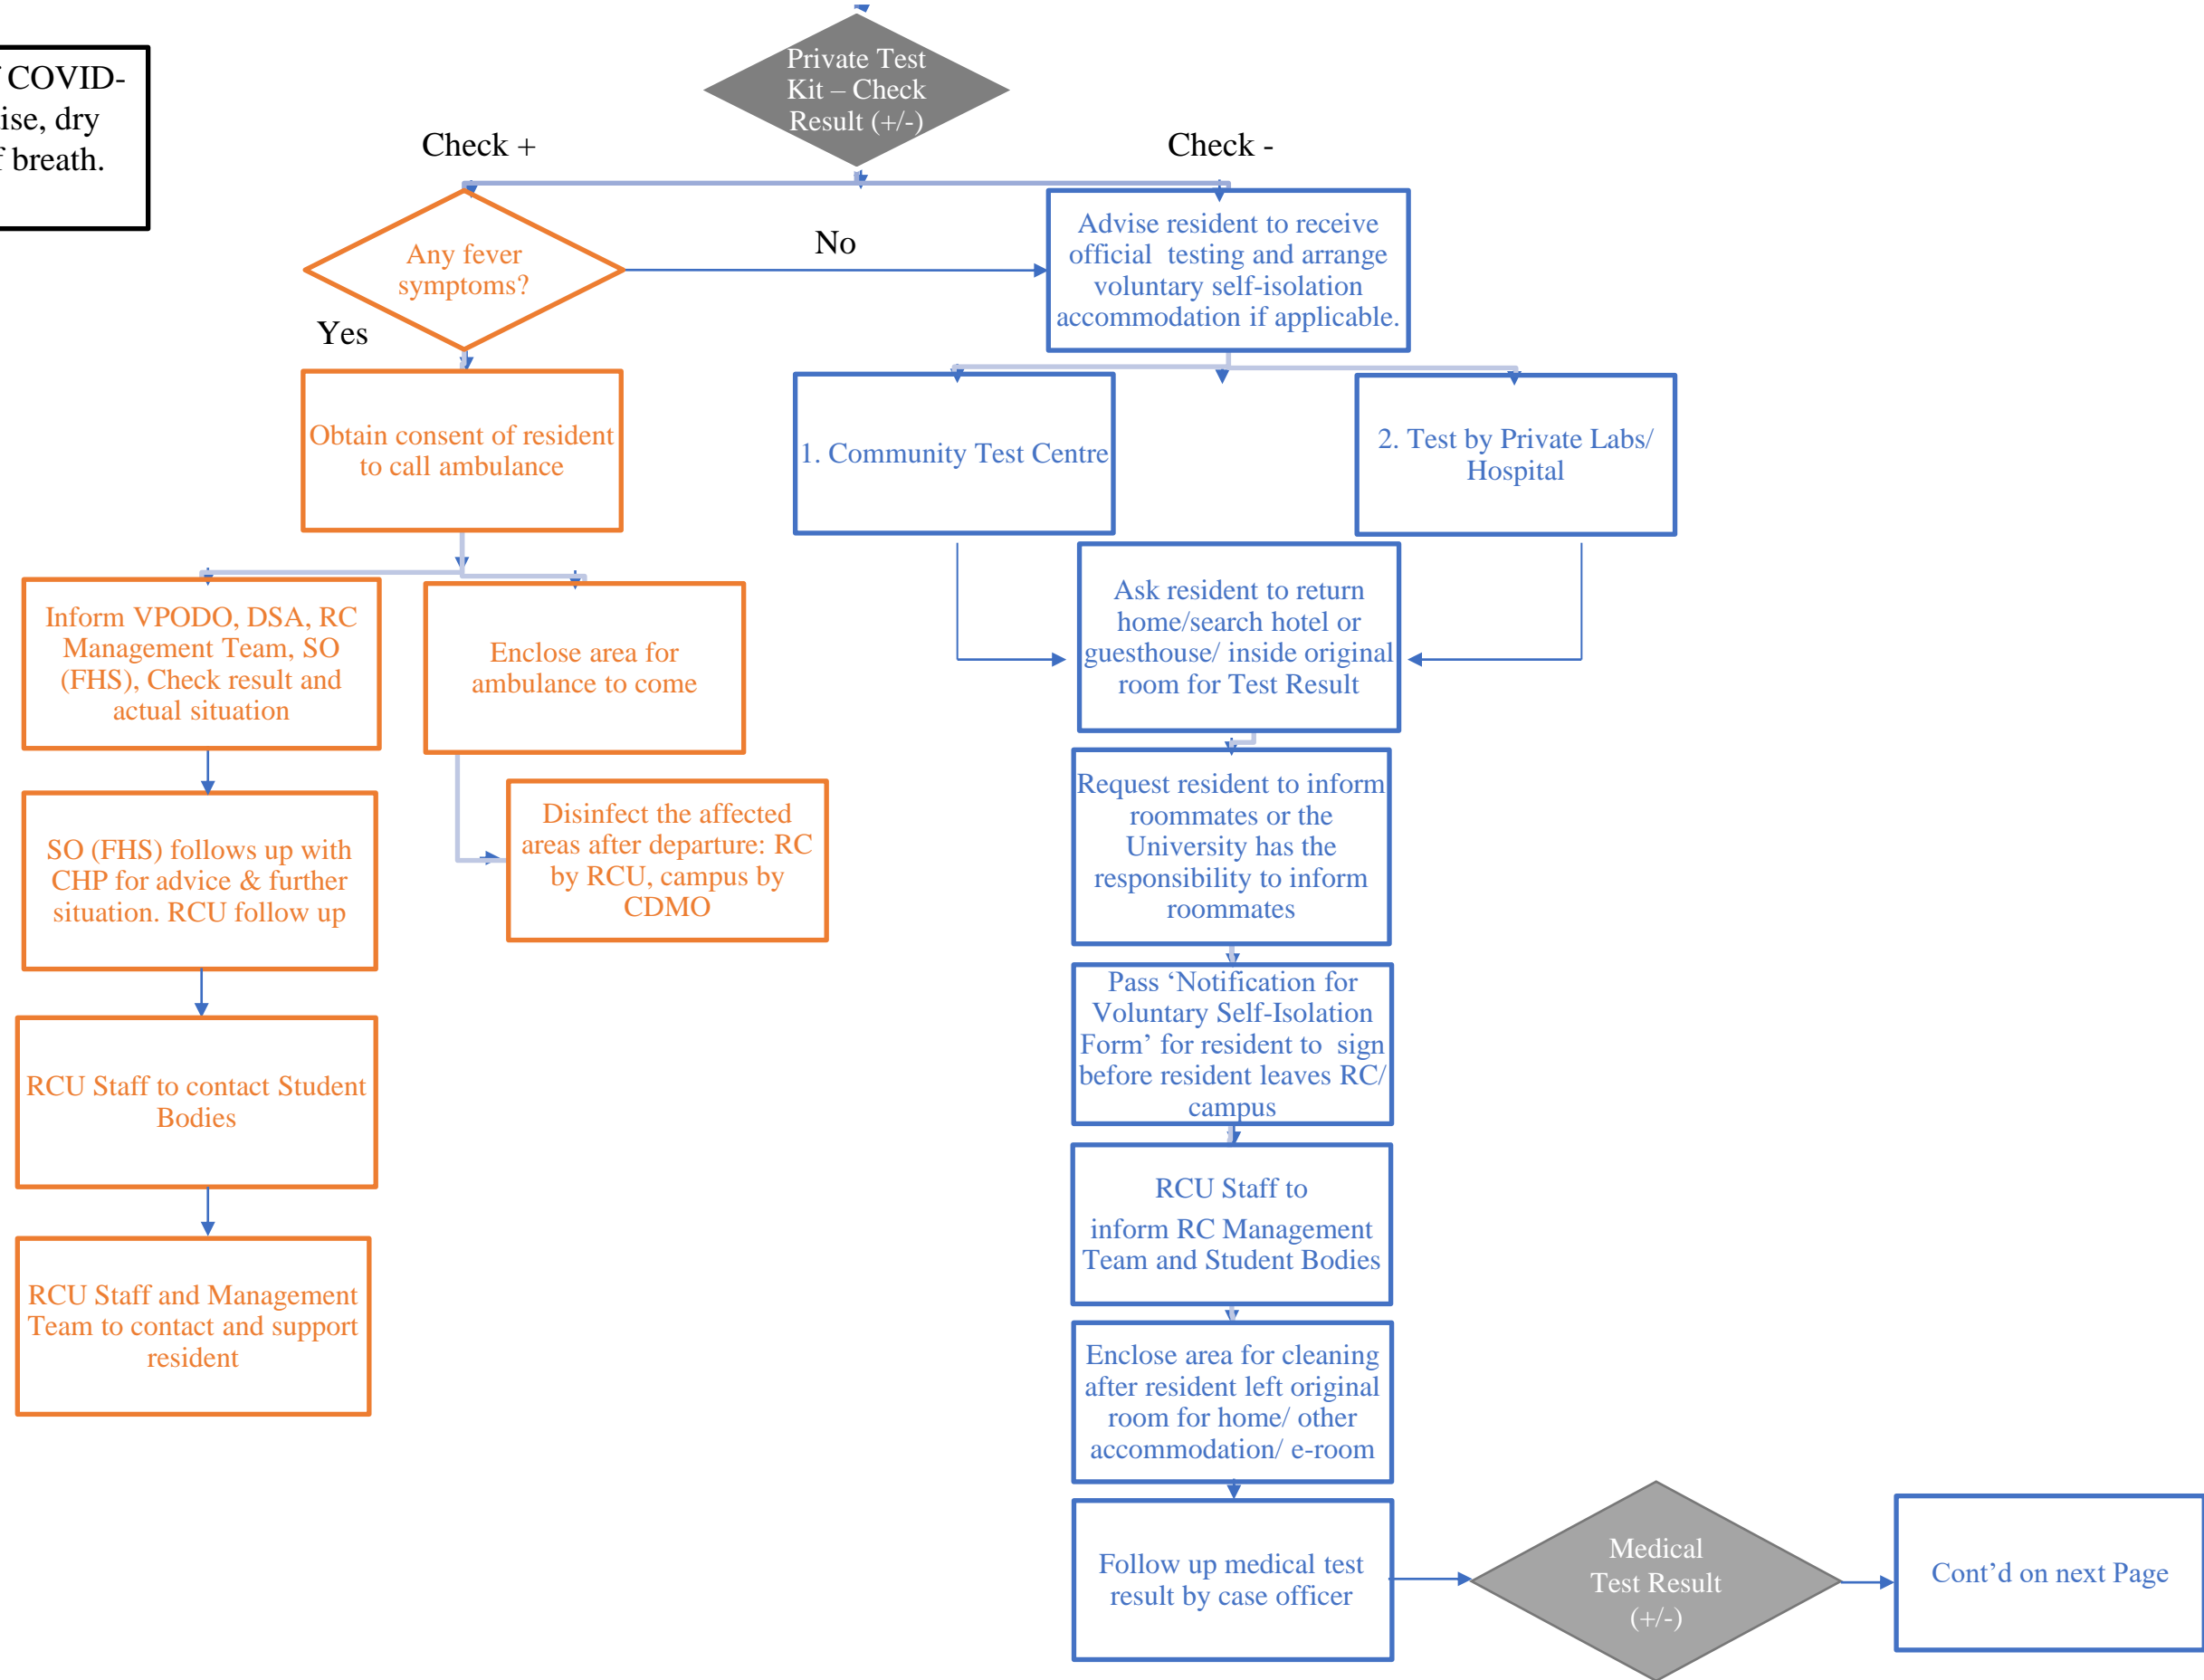 COVID-
ise, dry
f breath.
Private Test
Kit – Check
Result (+/-)
Check +
Check -
Any fever
symptoms?
No
Yes
Advise resident to receive
official testing and arrange
voluntary self-isolation
accommodation if applicable.
Obtain consent of resident
to call ambulance
1. Community Test Centre
2. Test by Private Labs/
Hospital
Inform VPODO, DSA, RC
Management Team, SO
(FHS), Check result and
actual situation
Enclose area for
ambulance to come
Ask resident to return
home/search hotel or
guesthouse/ inside original
room for Test Result
SO (FHS) follows up with
CHP for advice & further
situation. RCU follow up
Disinfect the affected
areas after departure: RC
by RCU, campus by
CDMO
Request resident to inform
roommates or the
University has the
responsibility to inform
roommates
RCU Staff to contact Student
Bodies
Pass ‘Notification for
Voluntary Self-Isolation
Form’ for resident to sign
before resident leaves RC/
campus
RCU Staff and Management
Team to contact and support
resident
RCU Staff to
inform RC Management
Team and Student Bodies
Enclose area for cleaning
after resident left original
room for home/ other
accommodation/ e-room
Follow up medical test
result by case officer
Medical
Test Result
(+/-)
Cont’d on next Page